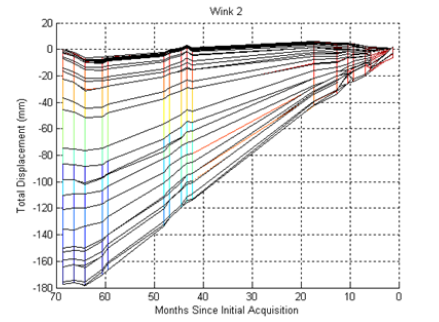 Wink 2
20
0
-20
-40
-60
-80
-100
-120
-140
-160
-180
Total Displacement (mm)
70 60 50 40 30 20 10 0
Months Since Initial Acquisition